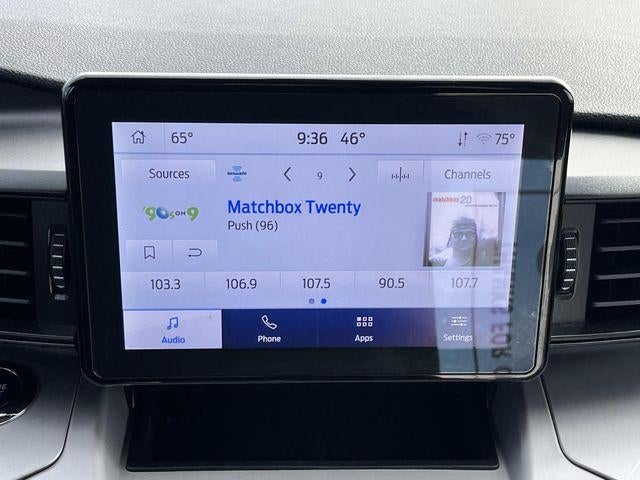 65° 9:36 46° 75°
Sources SiriusXM 9 Channels
'90s ON 9 Matchbox Twenty
Push (96)
matchbox 20
103.3 106.9 107.5 90.5 107.7
Audio Phone Apps Settings